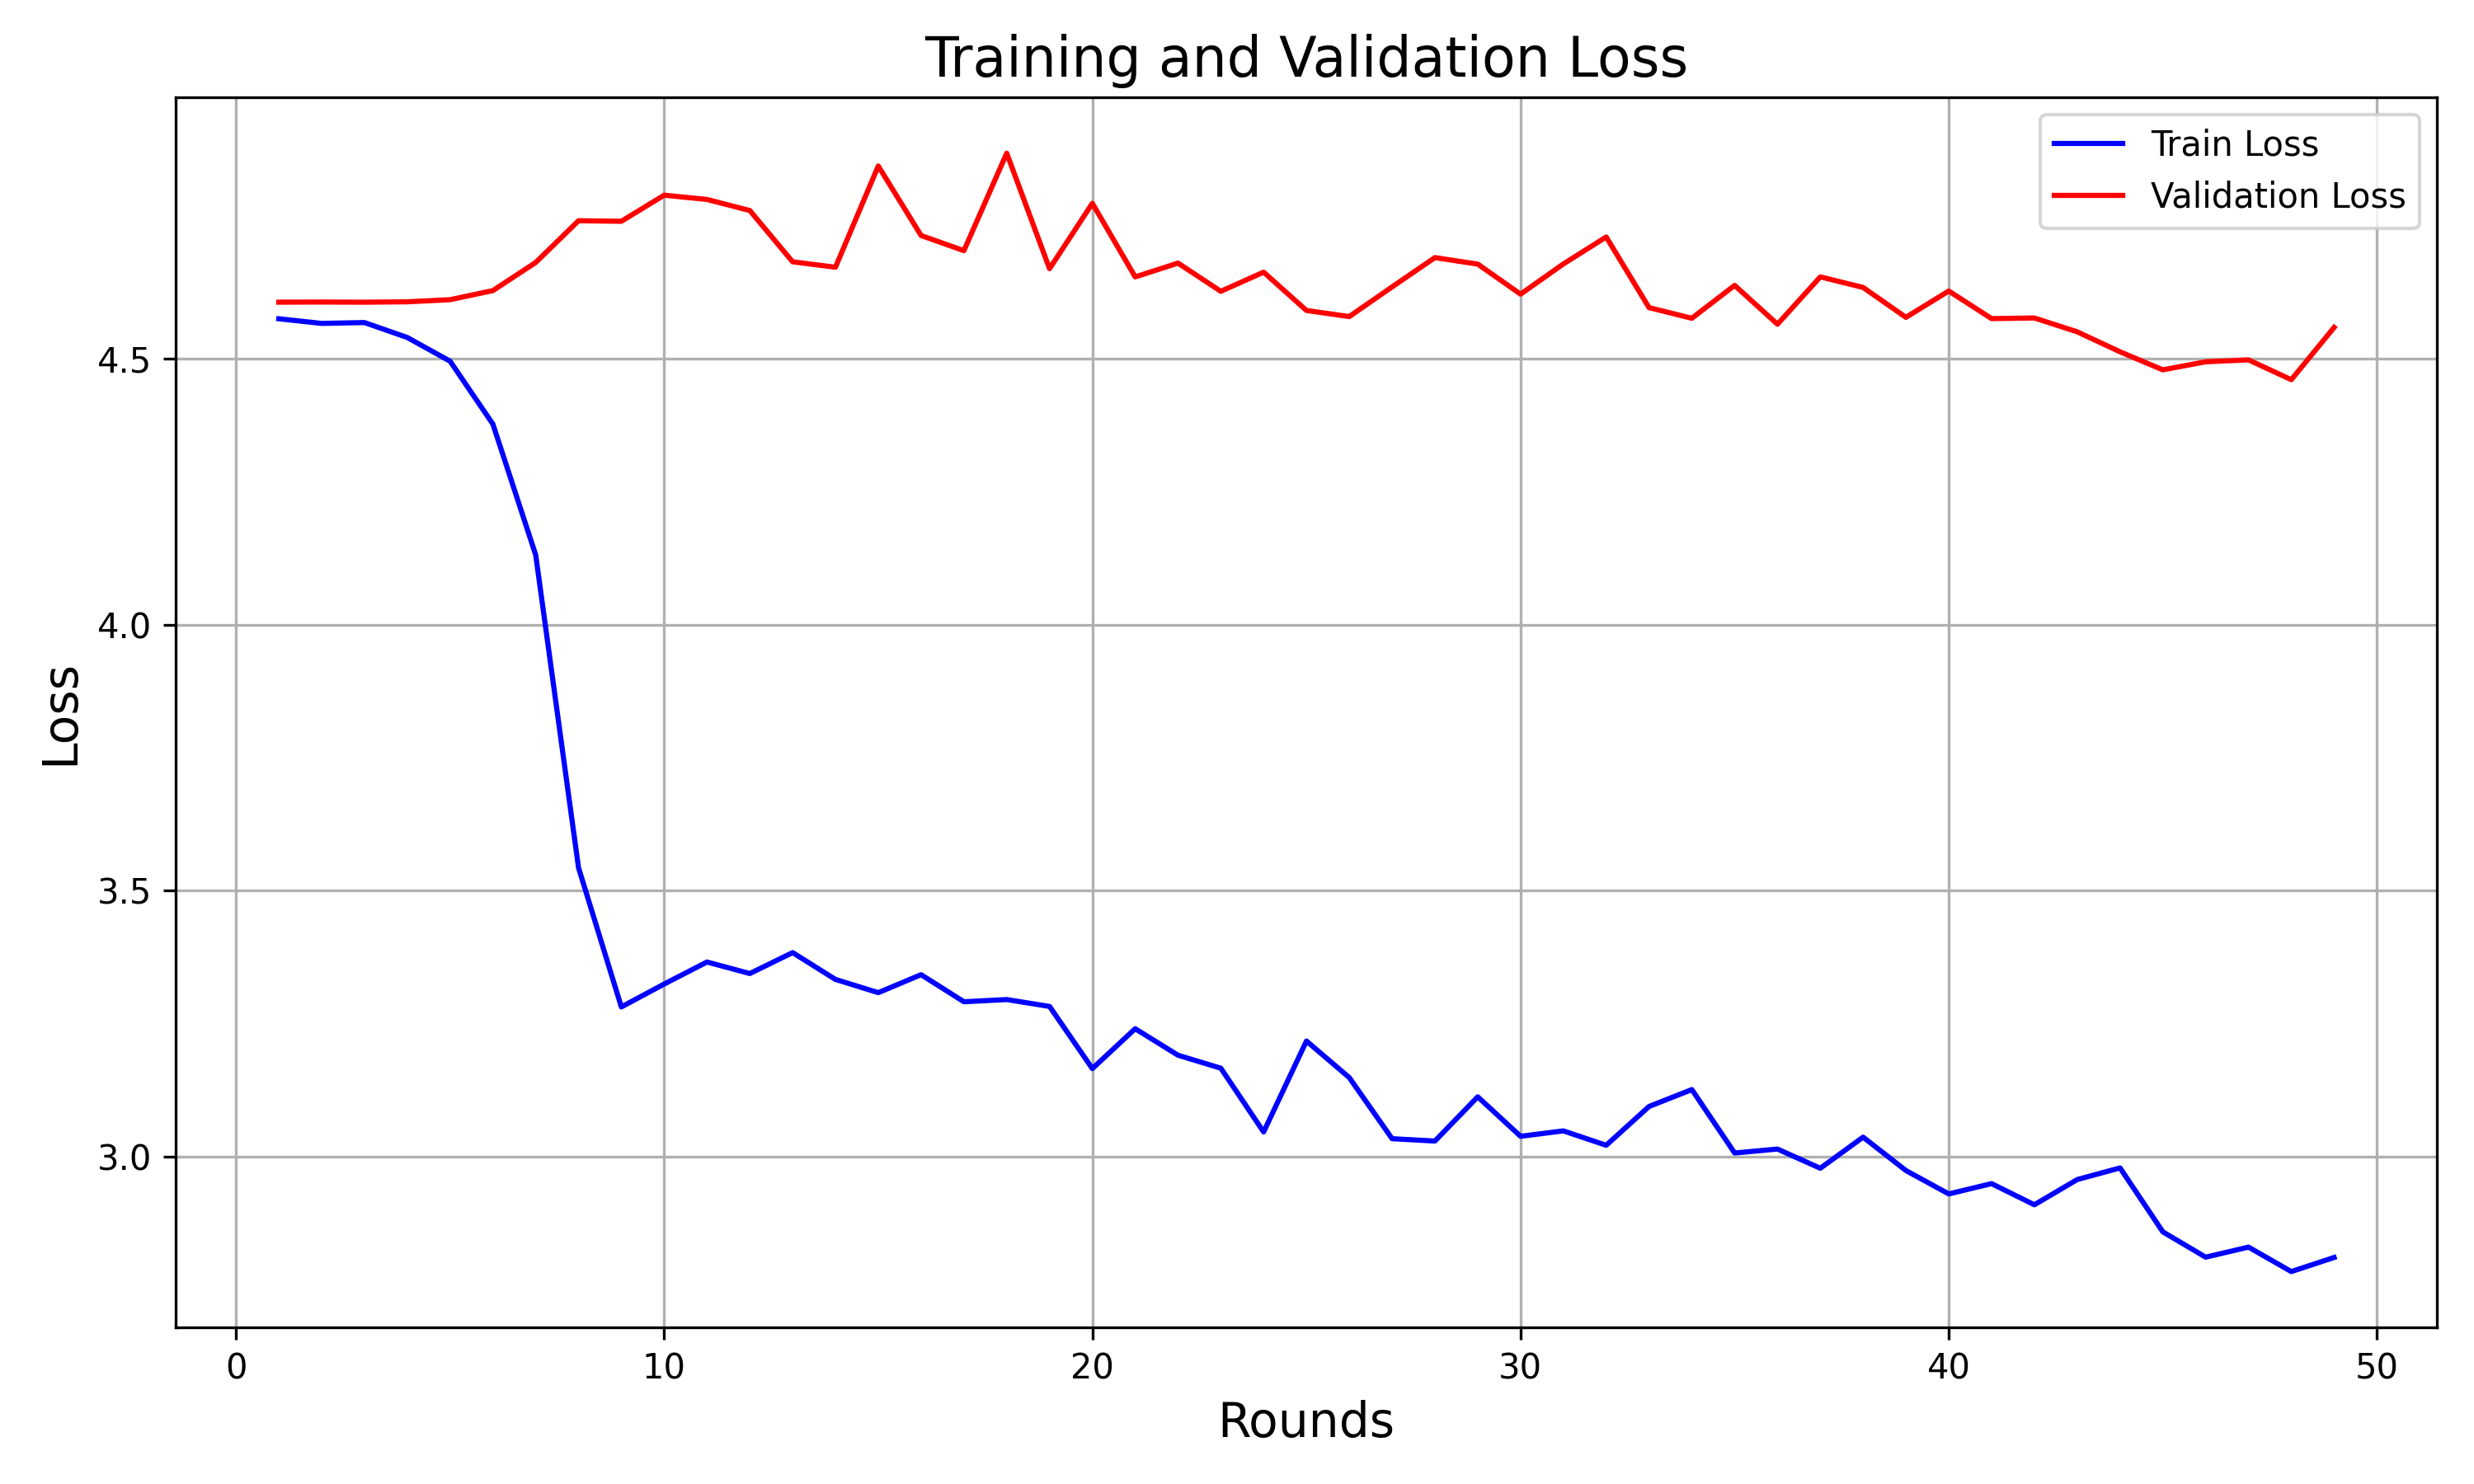 Training and Validation Loss
Train Loss
Validation Loss
4.5
4.0
3.5
3.0
Loss
0 10 20 30 40 50
Rounds